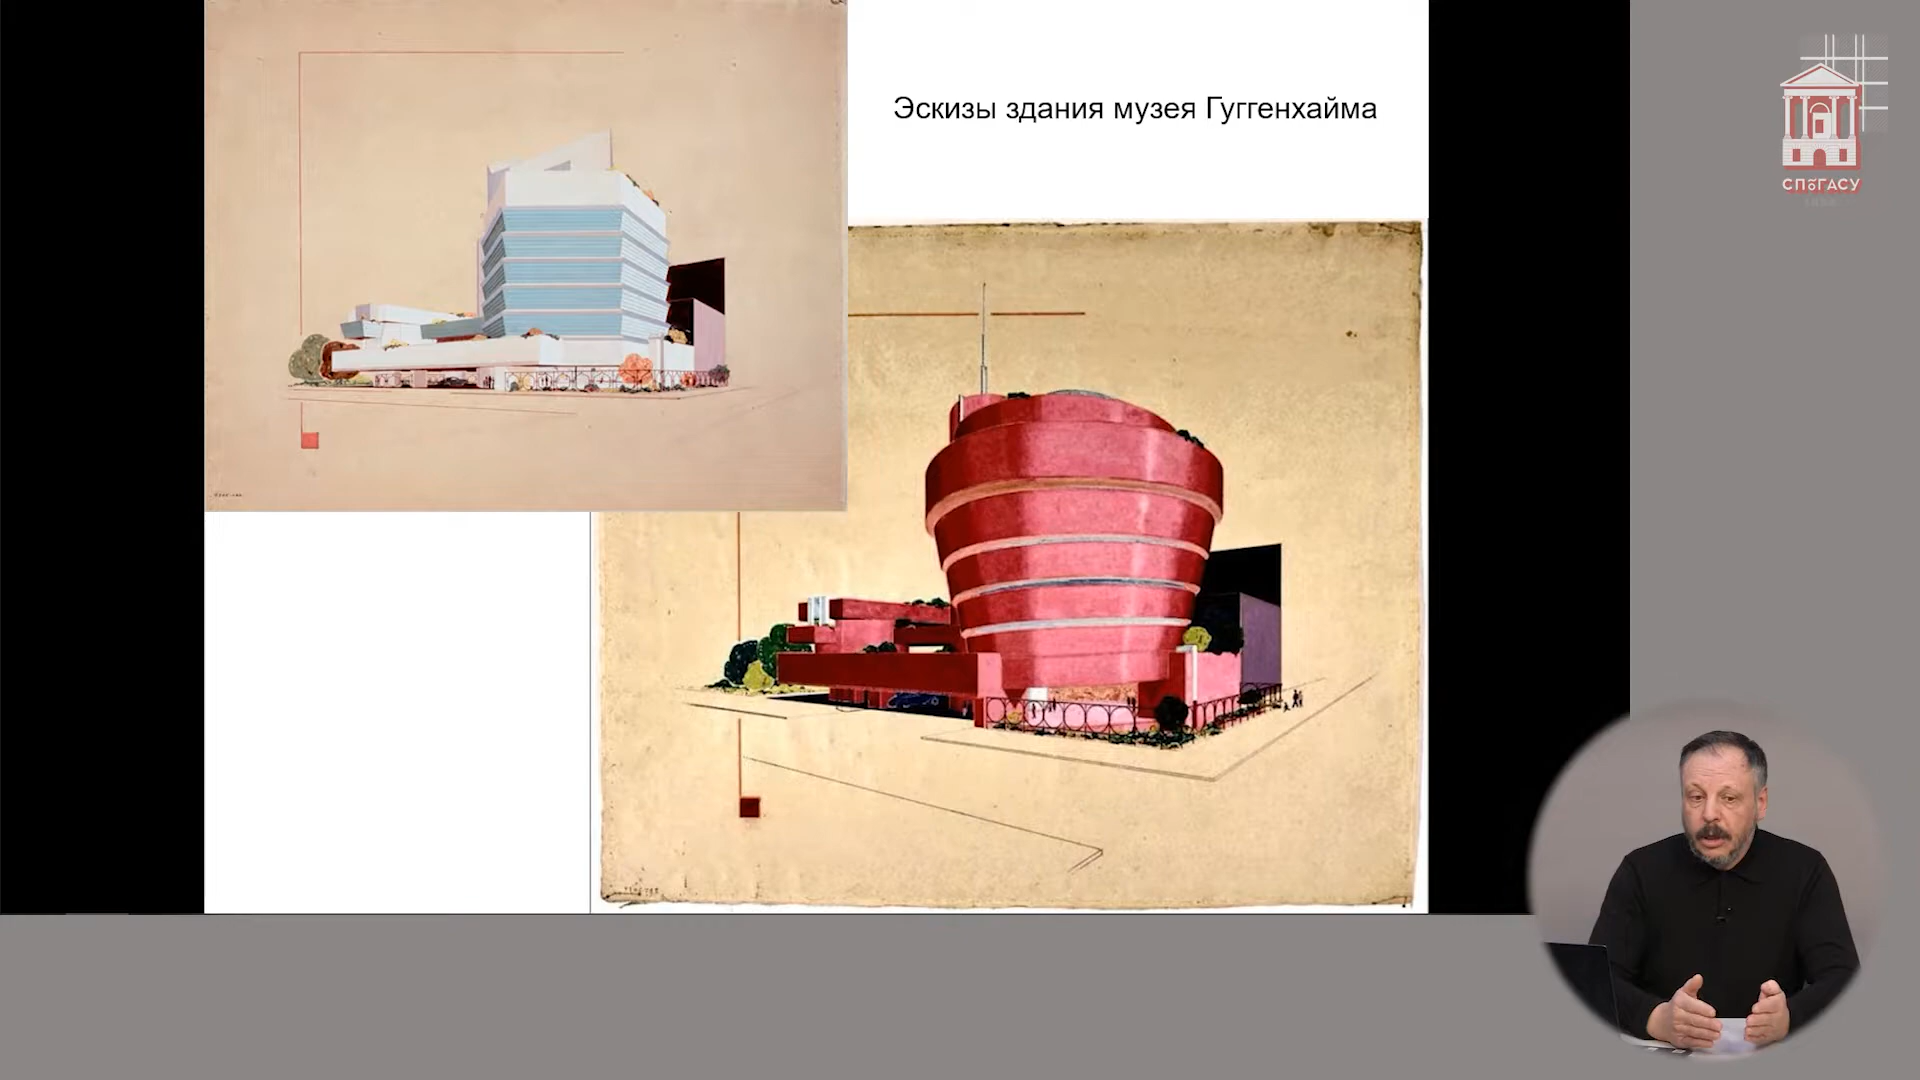 Эскизы здания музея Гуггенхайма
СПбГАСУ